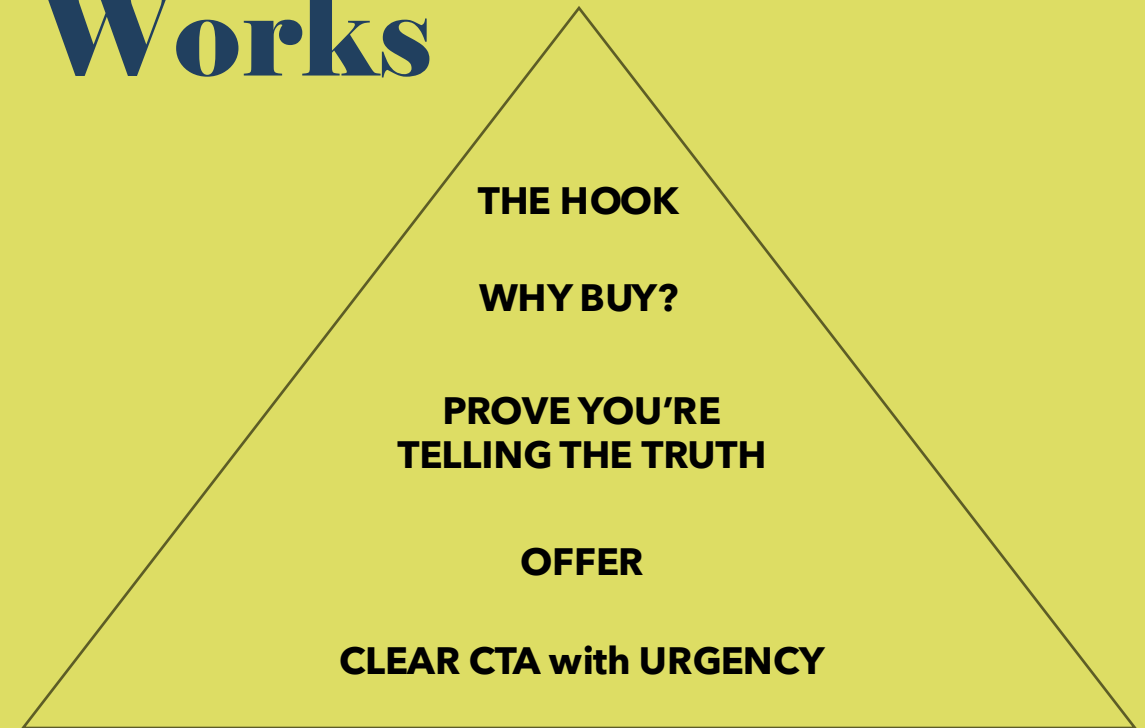 Works
THE HOOK
WHY BUY?
PROVE YOU’RE
TELLING THE TRUTH
OFFER
CLEAR CTA with URGENCY